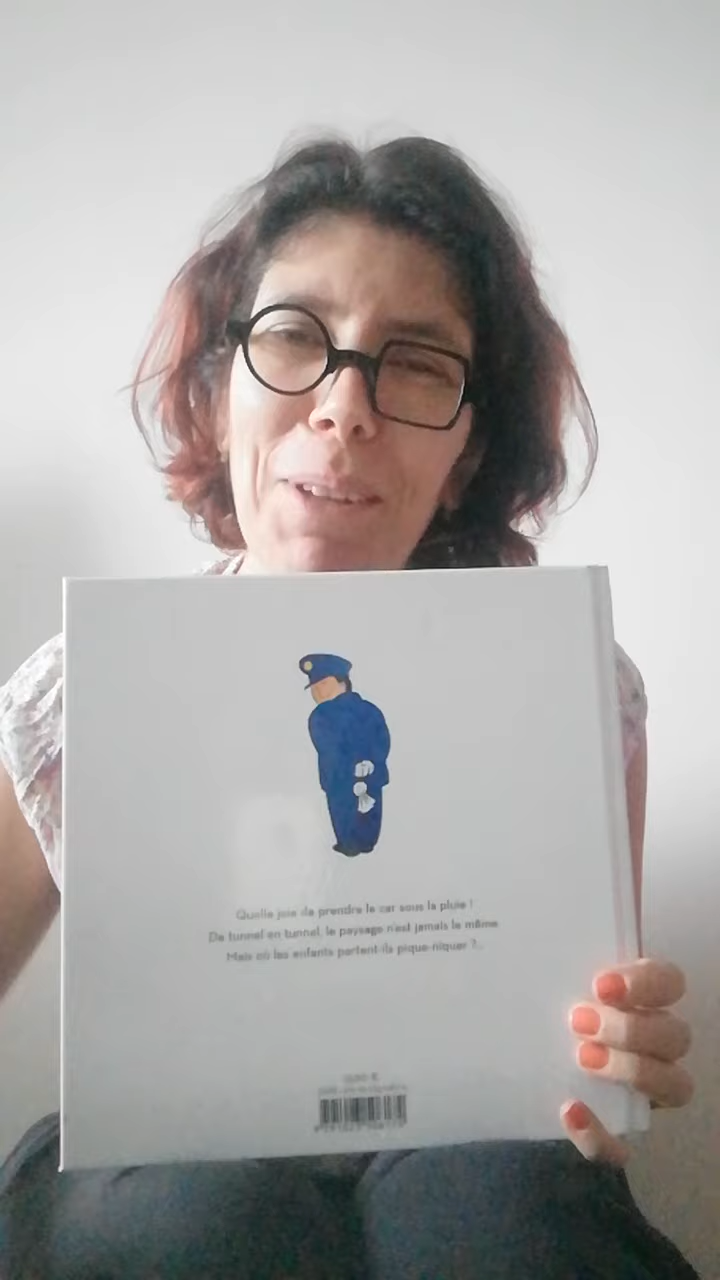 Quelle joie de prendre le car sous la pluie !
De tunnel en tunnel, le paysage n'est jamais le même
Mais où les enfants partent-ils pique-niquer ?..